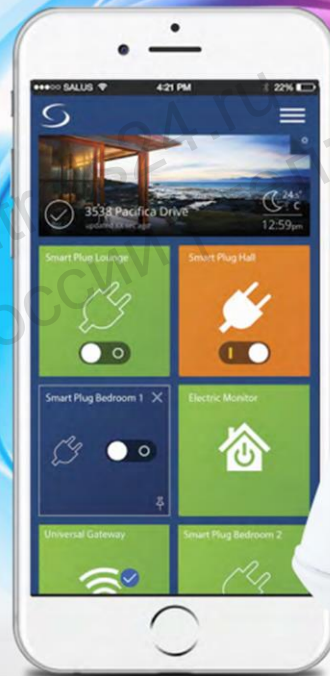 SALUS 4:21 PM 22%
3538 Pacifica Drive
24.5°
C
12:59pm
Smart Plug Lounge
Smart Plug Hall
Smart Plug Bedroom 1
Electric Monitor
Universal Gateway
Smart Plug Bedroom 2